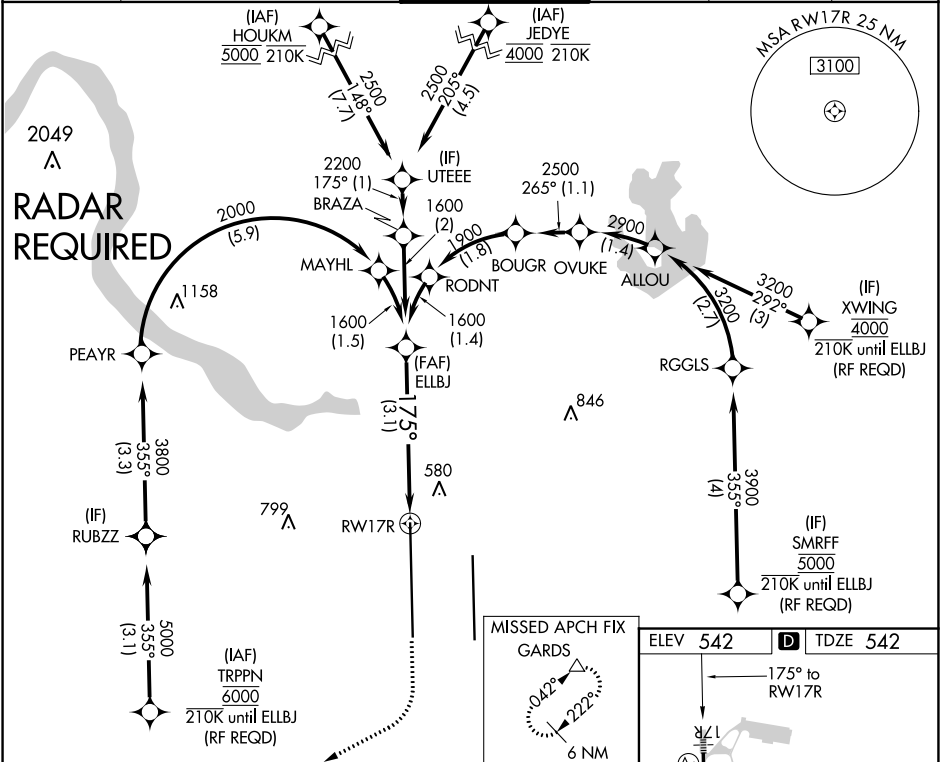 (IAF)
HOUKM
5000 210K
(IAF)
JEDYE
4000 210K
MSA RW17R 25 NM
3100
2500
148°
(7.7)
2500
205°
(4.5)
2049
RADAR
REQUIRED
2200
175° (1)
BRAZA
(IF)
UTEEE
1600
(2)
2500
265° (1.1)
2000
(5.9)
1900
(1.8)
2900
(1.4)
MAYHL
RODNT
BOUGR
OVUKE
ALLOU
1158
1600
(1.5)
1600
(1.4)
3200
(2.7)
3200
292°
(3)
(IF)
XWING
4000
210K until ELLBJ
(RF REQD)
PEAYR
(FAF)
ELLBJ
RGGLS
175°
(3.1)
846
3800
355°
(3.3)
580
3900
355°
(4)
799
(IF)
RUBZZ
RW17R
(IF)
SMRFF
5000
210K until ELLBJ
(RF REQD)
5000
355°
(3.1)
(IAF)
TRPPN
6000
210K until ELLBJ
(RF REQD)
MISSED APCH FIX
GARDS
042°
222°
6 NM
ELEV 542
D
TDZE 542
175° to
RW17R
17R